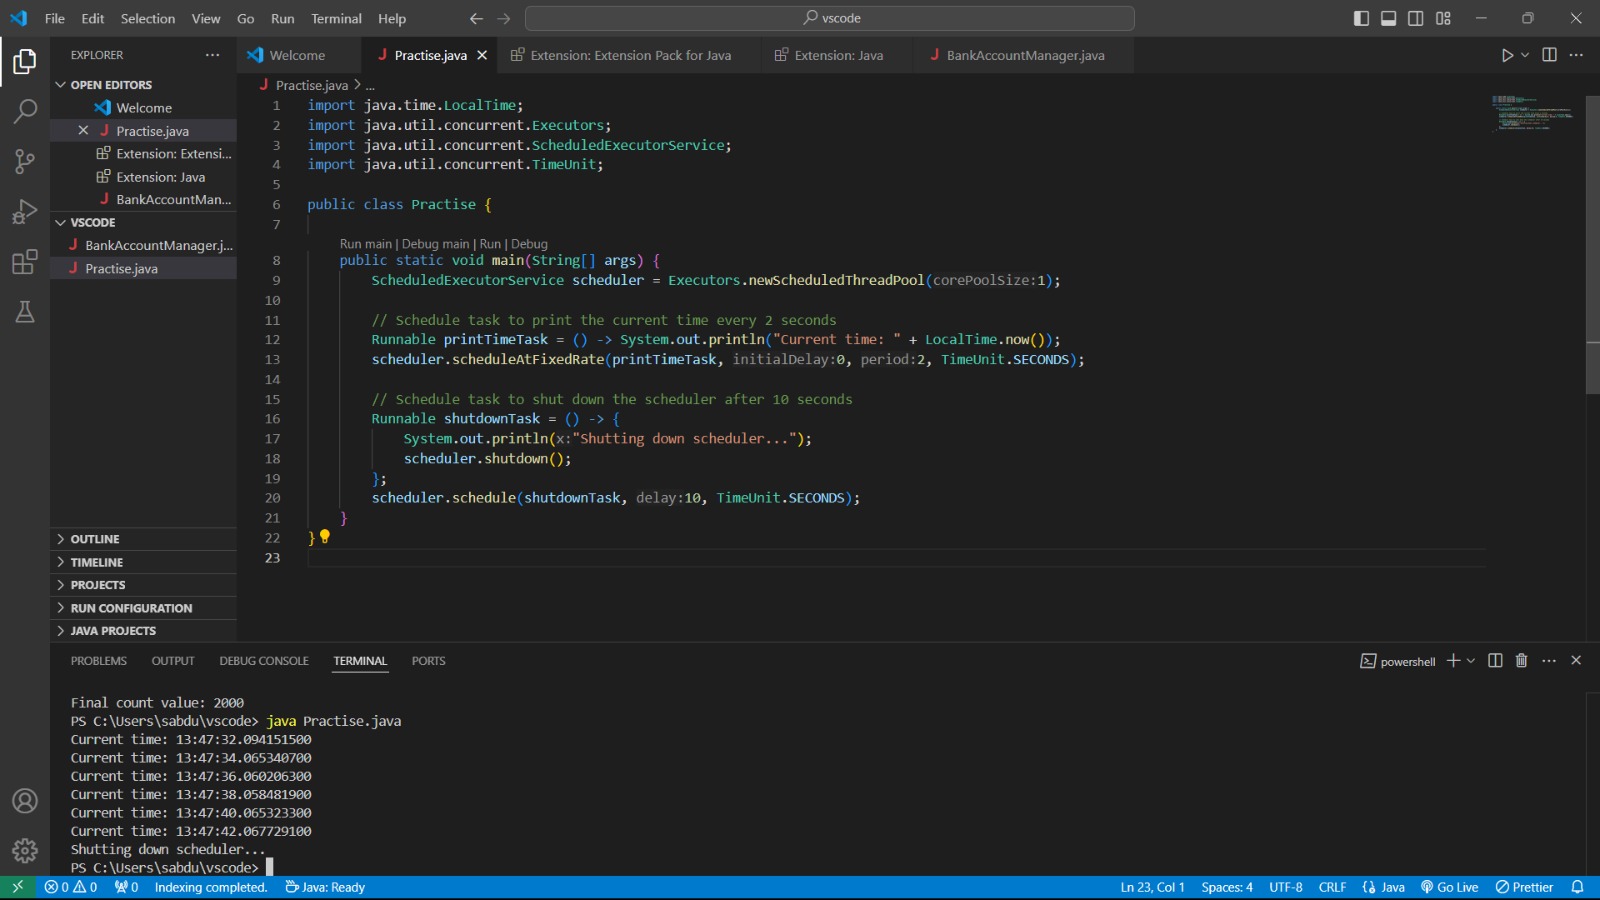 File Edit Selection View Go Run Terminal Help
vscode
EXPLORER
OPEN EDITORS
Welcome
Practise.java
Extension: Extensi...
Extension: Java
BankAccountMan...
VSCODE
BankAccountManager.j...
Practise.java
OUTLINE
TIMELINE
PROJECTS
RUN CONFIGURATION
JAVA PROJECTS
Welcome Practise.java Extension: Extension Pack for Java Extension: Java BankAccountManager.java
Practise.java > ...
1 import java.time.LocalTime;
2 import java.util.concurrent.Executors;
3 import java.util.concurrent.ScheduledExecutorService;
4 import java.util.concurrent.TimeUnit;
5
6 public class Practise {
7
Run main | Debug main | Run | Debug
8 public static void main(String[] args) {
9 ScheduledExecutorService scheduler = Executors.newScheduledThreadPool(corePoolSize:1);
10
11 // Schedule task to print the current time every 2 seconds
12 Runnable printTimeTask = () -> System.out.println("Current time: " + LocalTime.now());
13 scheduler.scheduleAtFixedRate(printTimeTask, initialDelay:0, period:2, TimeUnit.SECONDS);
14
15 // Schedule task to shut down the scheduler after 10 seconds
16 Runnable shutdownTask = () -> {
17 System.out.println(x:"Shutting down scheduler...");
18 scheduler.shutdown();
19 };
20 scheduler.schedule(shutdownTask, delay:10, TimeUnit.SECONDS);
21 }
22 }
23
PROBLEMS OUTPUT DEBUG CONSOLE TERMINAL PORTS
powershell
Final count value: 2000
PS C:\Users\sabdu\vscode> java Practise.java
Current time: 13:47:32.094151500
Current time: 13:47:34.065340700
Current time: 13:47:36.060206300
Current time: 13:47:38.058481900
Current time: 13:47:40.065323300
Current time: 13:47:42.067729100
Shutting down scheduler...
PS C:\Users\sabdu\vscode>
0 0 0 Indexing completed. Java: Ready Ln 23, Col 1 Spaces: 4 UTF-8 CRLF Java Go Live Prettier